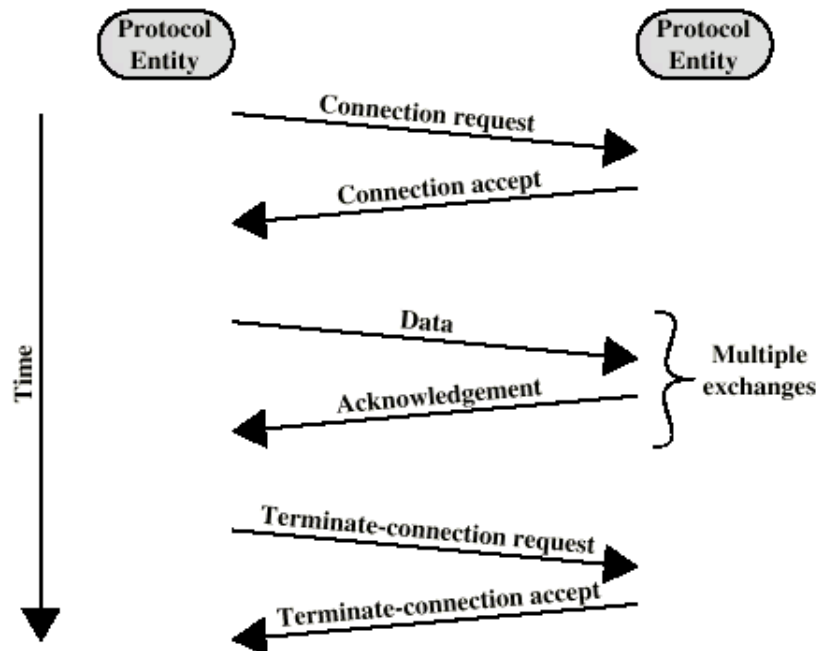 Protocol
Entity
Protocol
Entity
Connection request
Connection accept
Time
Data
Multiple
exchanges
Acknowledgement
Terminate-connection request
Terminate-connection accept